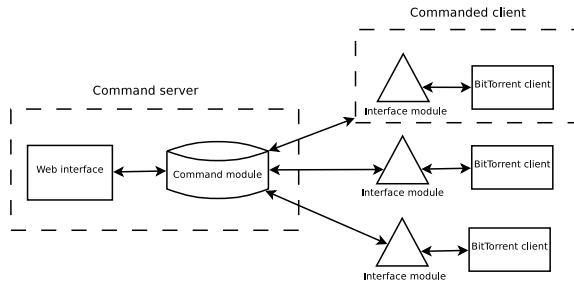 Commanded client
Command server
Interface module
BitTorrent client
Web interface
Command module
Interface module
BitTorrent client
Interface module
BitTorrent client